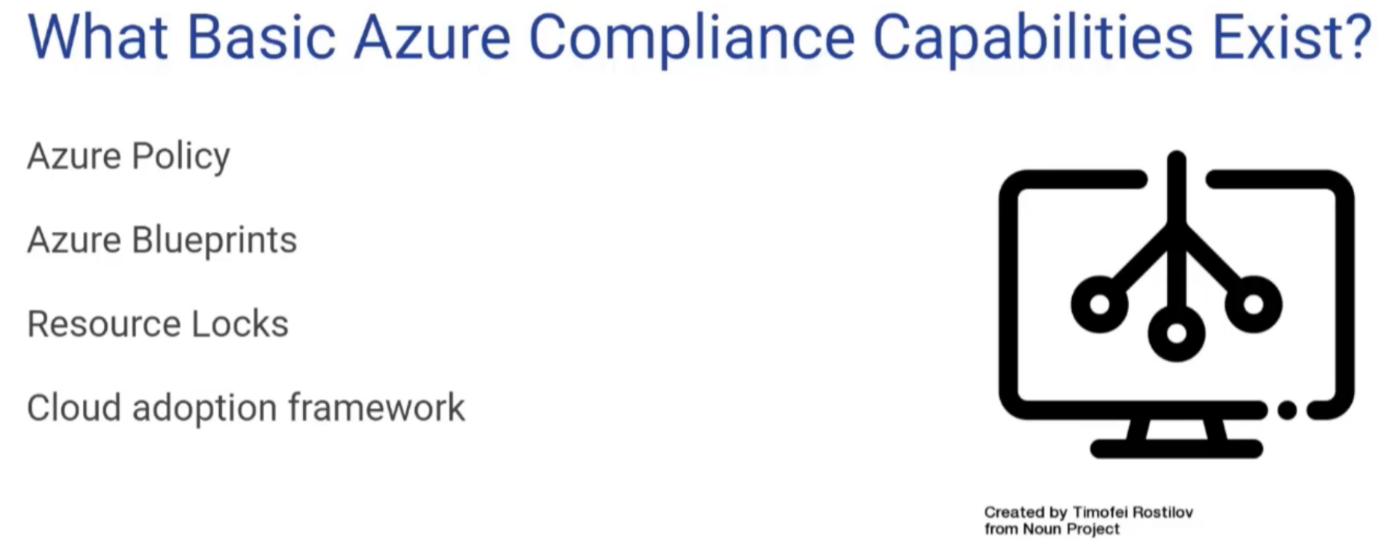 What Basic Azure Compliance Capabilities Exist?
Azure Policy
Azure Blueprints
Resource Locks
Cloud adoption framework
Created by Timofei Rostilov
from Noun Project